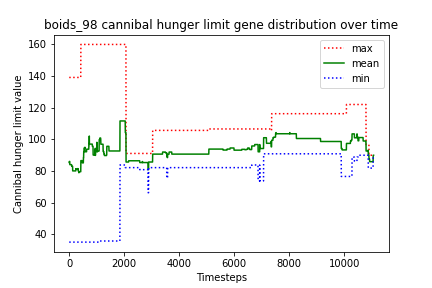 boids_98 cannibal hunger limit gene distribution over time
max
mean
min
Cannibal hunger limit value
160
140
120
100
80
60
40
0
2000
4000
6000
8000
10000
Timesteps